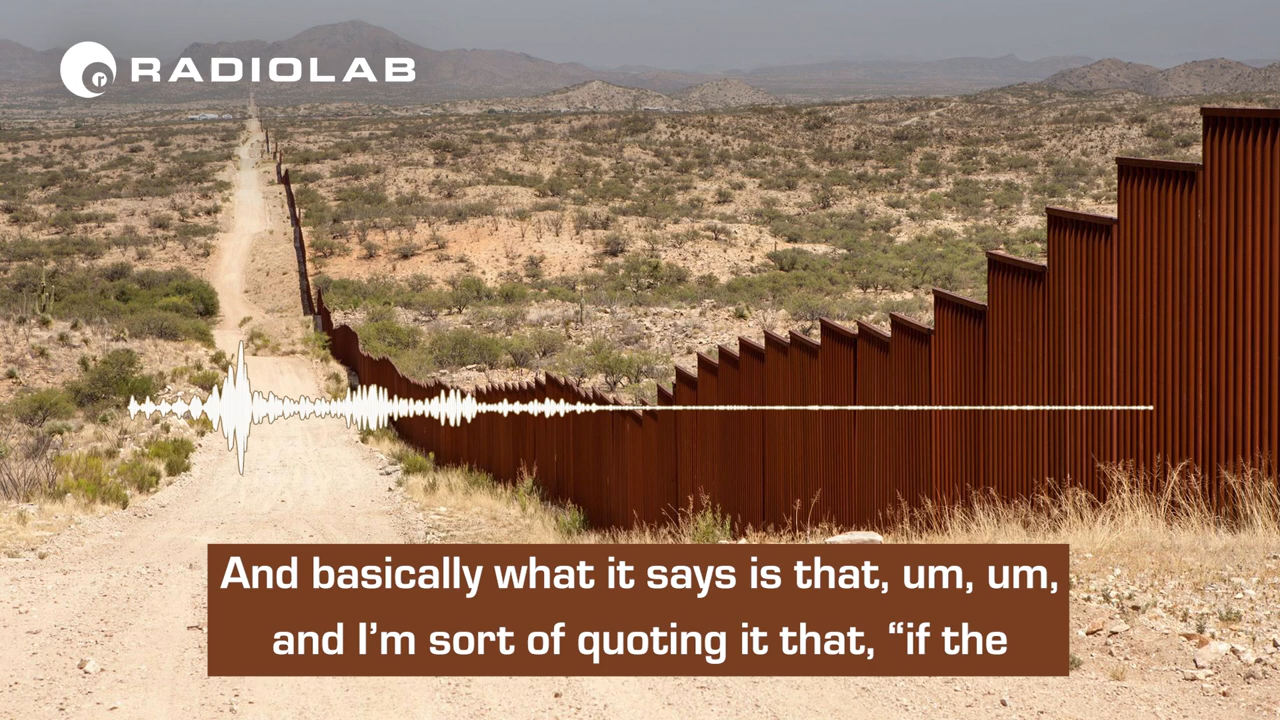 RADIOLAB
And basically what it says is that, um, um,
and I'm sort of quoting it that, “if the